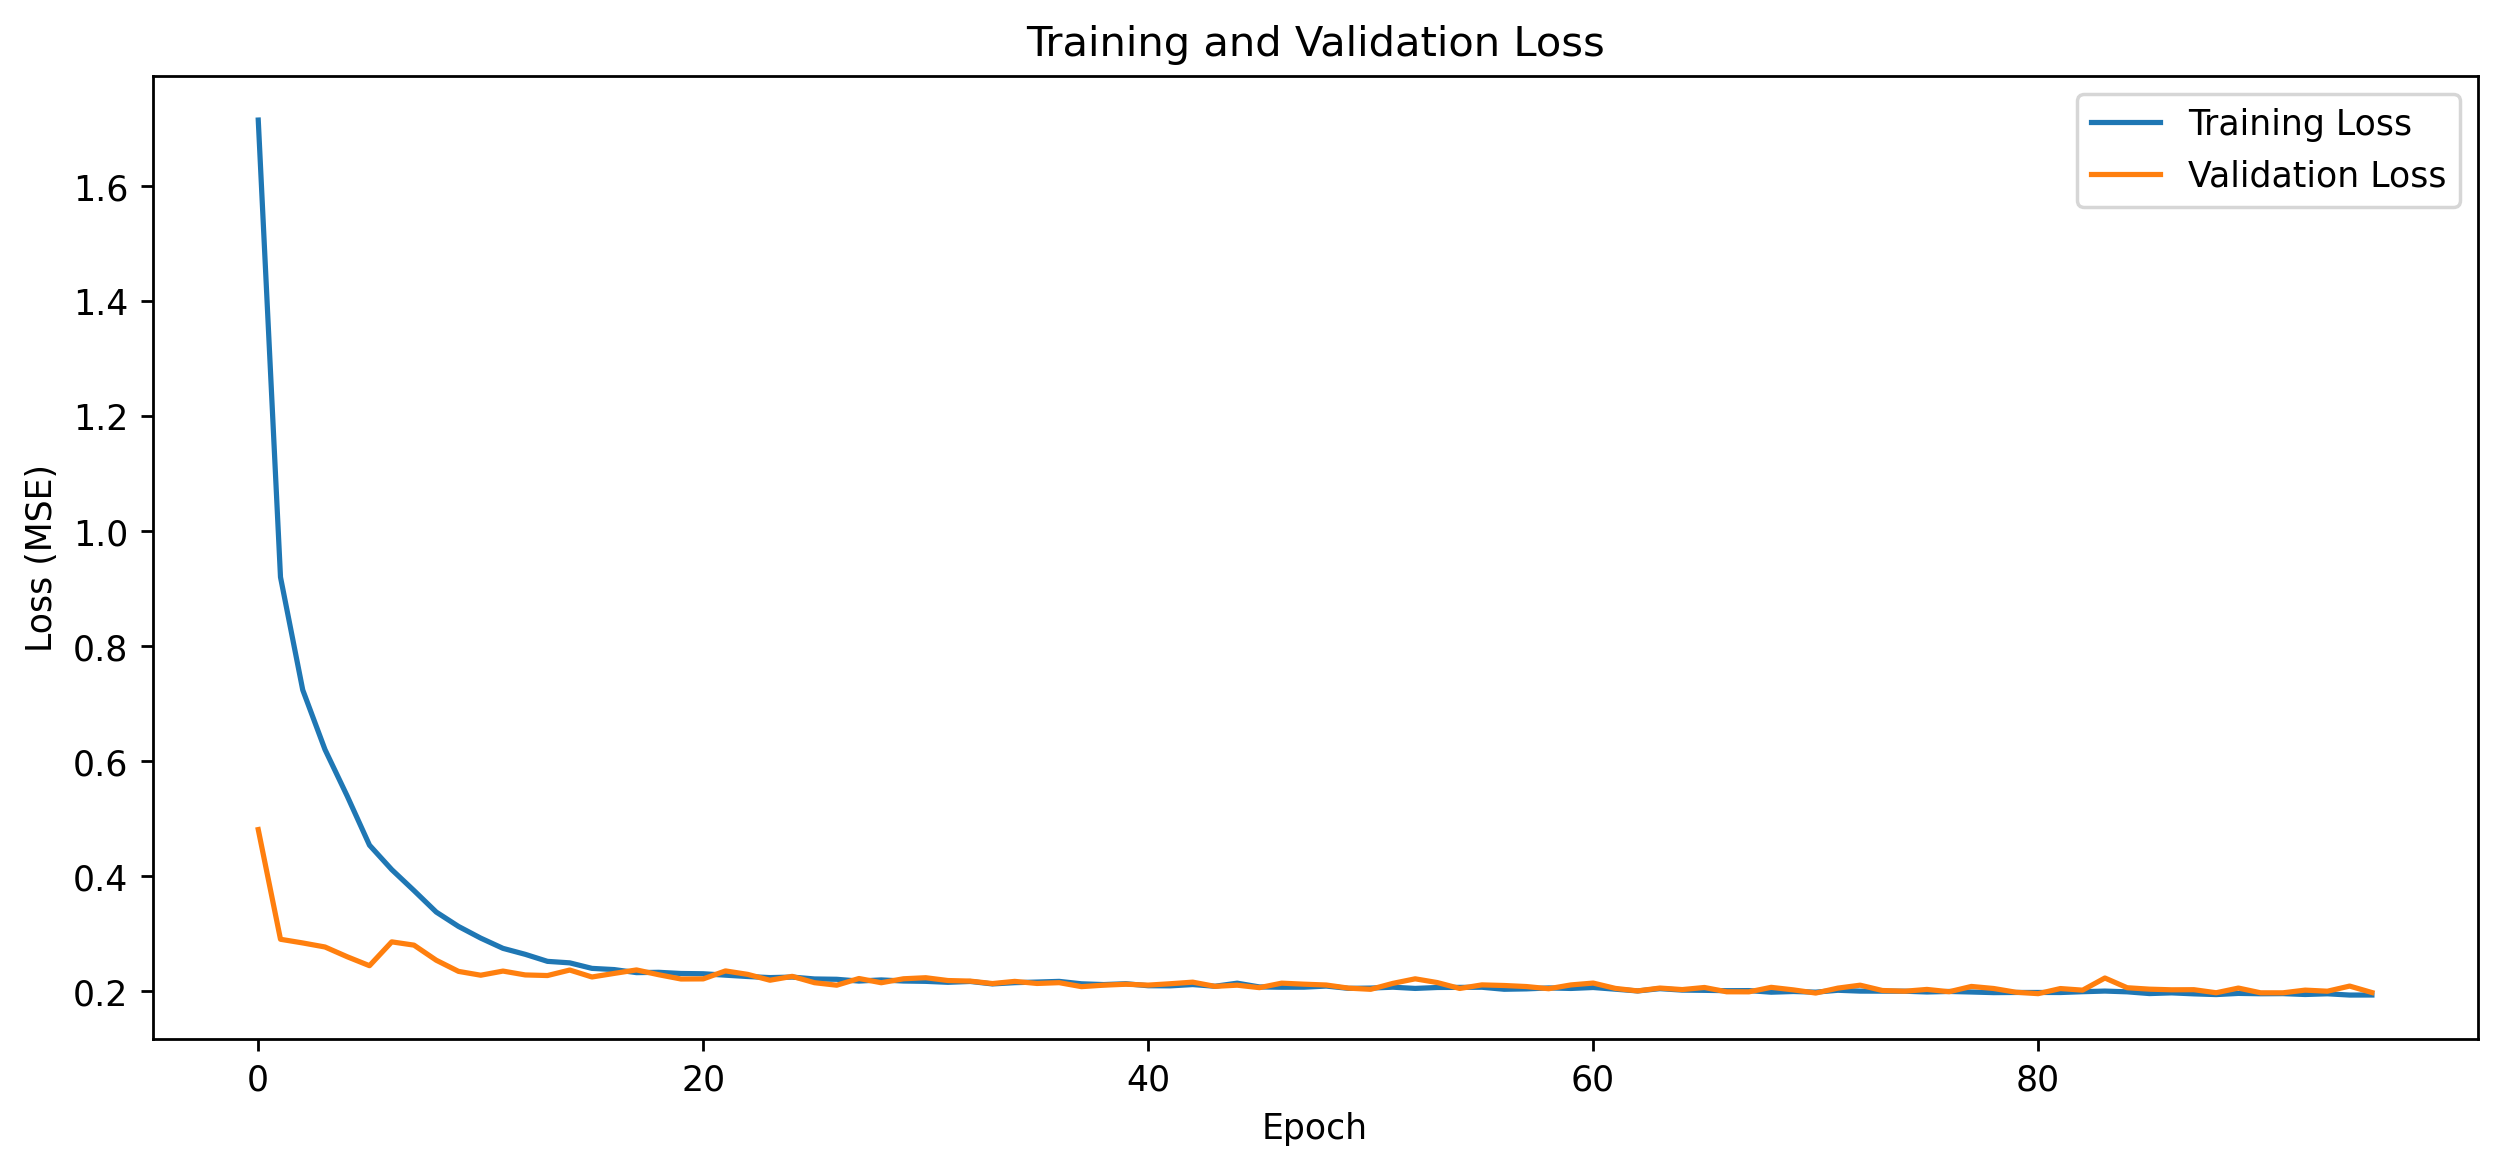 Training and Validation Loss
Training Loss
Validation Loss
1.6
1.4
1.2
1.0
0.8
0.6
0.4
0.2
Loss (MSE)
0 20 40 60 80
Epoch